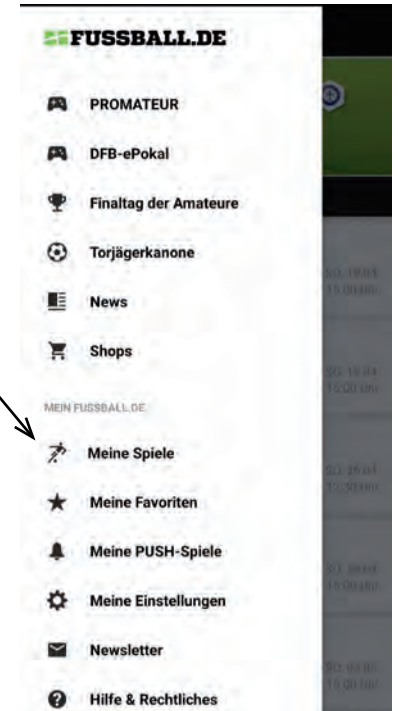 FUSSBALL.DE
PROMATEUR
DFB-ePokal
Finaltag der Amateure
Torjägerkanone
News
Shops
MEIN FUSSBALL.DE
Meine Spiele
Meine Favoriten
Meine PUSH-Spiele
Meine Einstellungen
Newsletter
Hilfe & Rechtliches